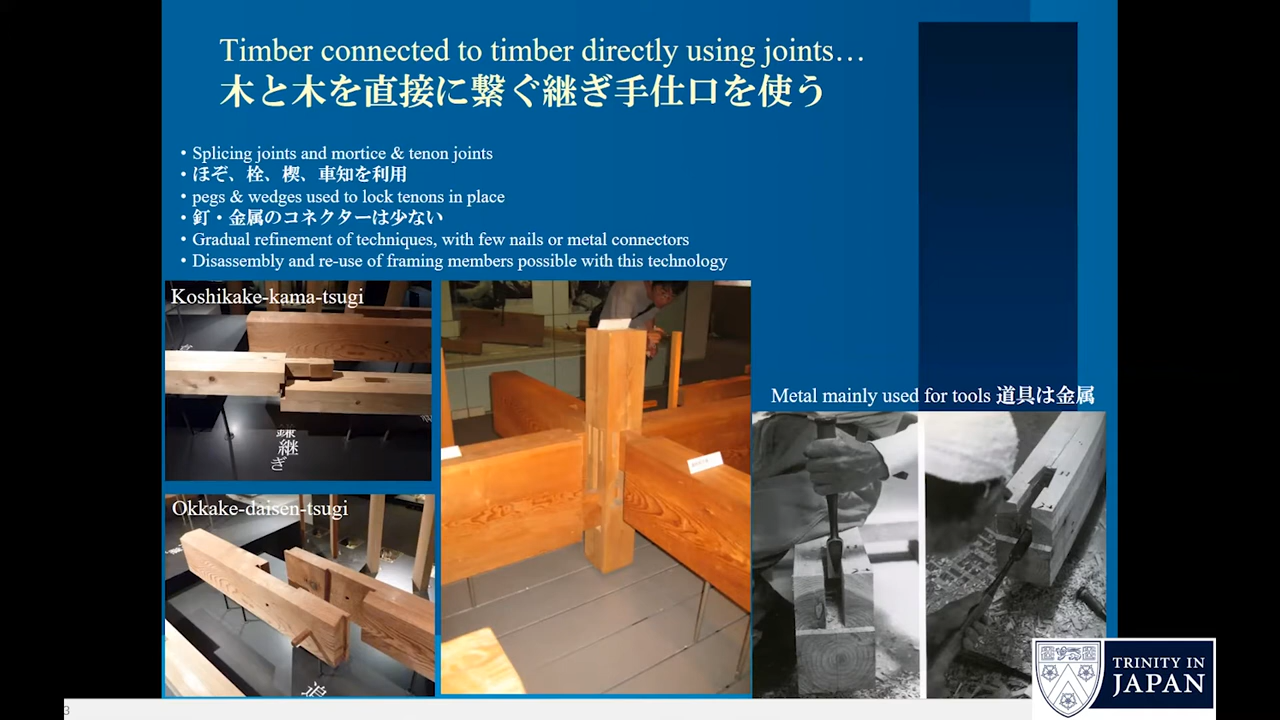 Timber connected to timber directly using joints…
木と木を直接に繋ぐ継ぎ手仕口を使う
• Splicing joints and mortice & tenon joints
• ほぞ、栓、楔、車知を利用
• pegs & wedges used to lock tenons in place
• 釘・金属のコネクターは少ない
• Gradual refinement of techniques, with few nails or metal connectors
• Disassembly and re-use of framing members possible with this technology
Koshikake-kama-tsugi
鎌継ぎ
Okkake-daisen-tsugi
Metal mainly used for tools 道具は金属
TRINITY IN
JAPAN
3